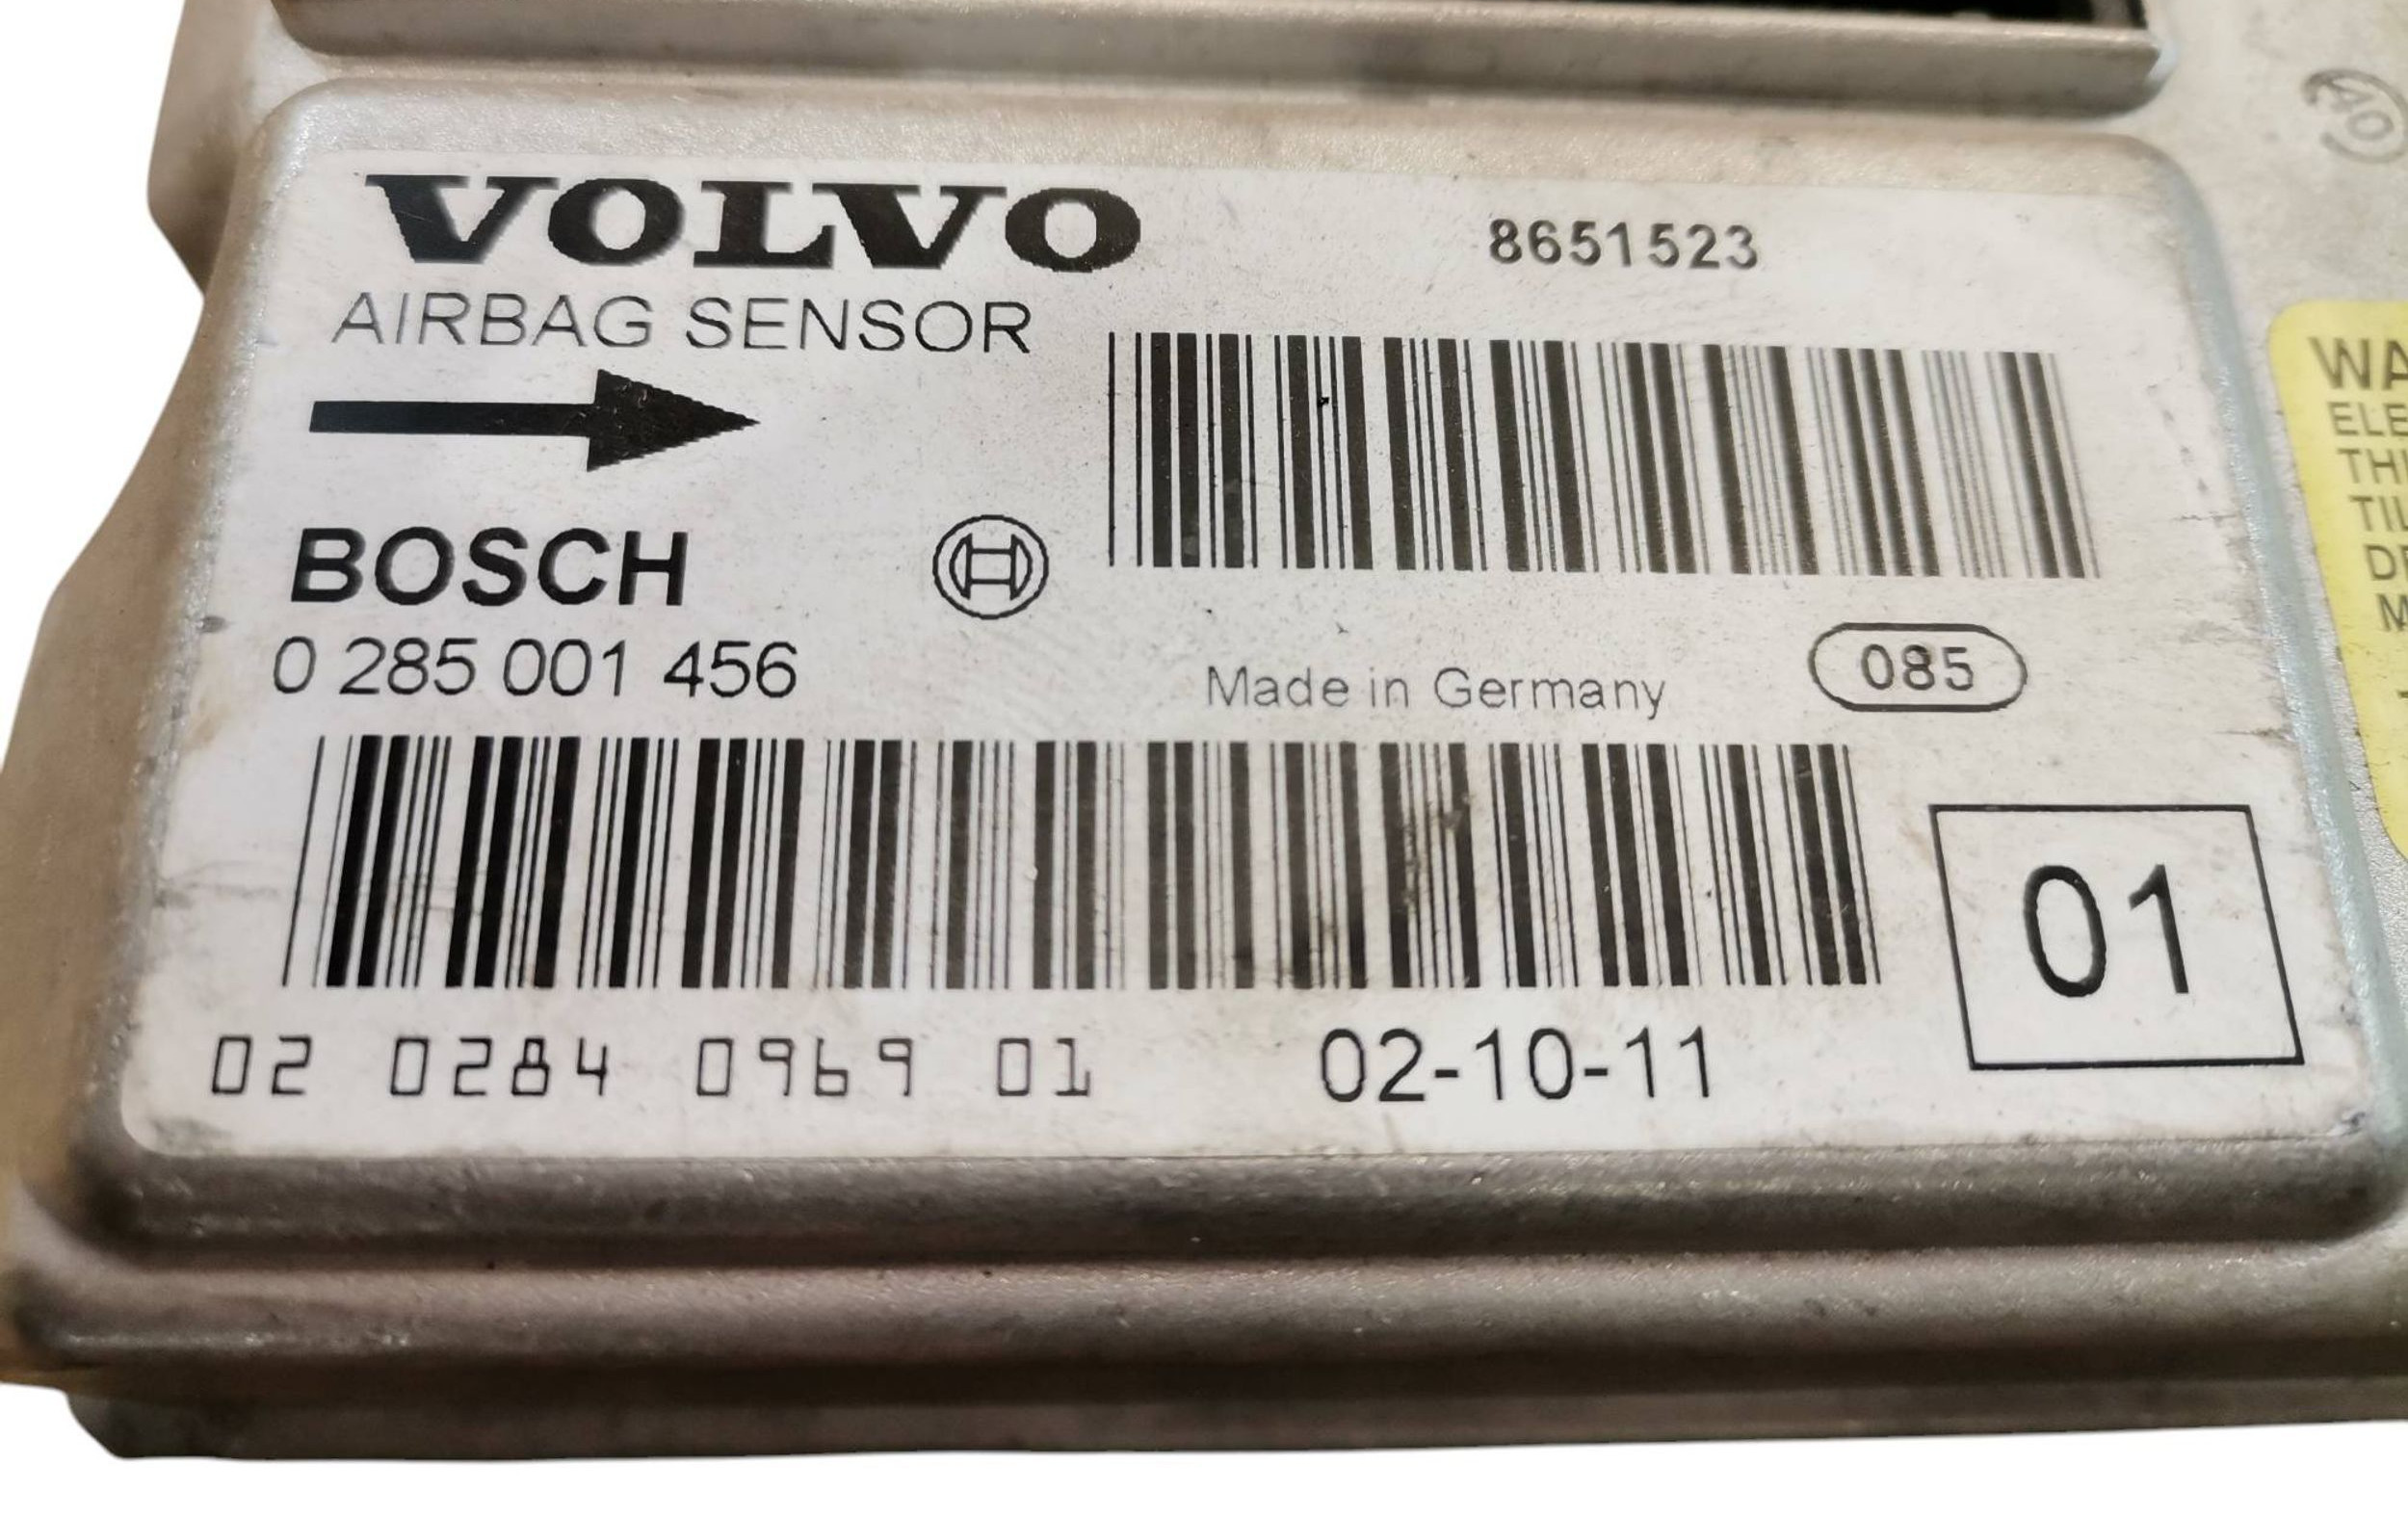 VOLVO
8651523
AIRBAG SENSOR
BOSCH
0 285 001 456
Made in Germany
085
01
02 0284 0969 01
02-10-11